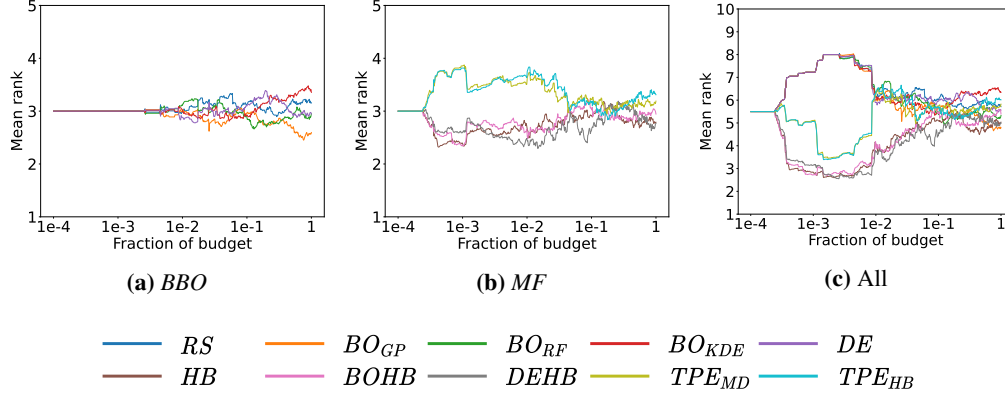 5
4
3
2
1
Mean rank
1e-4 1e-3 1e-2 1e-1 1
Fraction of budget
(a) BBO
5
4
3
2
1
Mean rank
1e-4 1e-3 1e-2 1e-1 1
Fraction of budget
(b) MF
10
9
8
7
6
5
4
3
2
1
Mean rank
1e-4 1e-3 1e-2 1e-1 1
Fraction of budget
(c) All
RS BO_GP BO_RF BO_KDE DE
HB BOHB DEHB TPE_MD TPE_HB